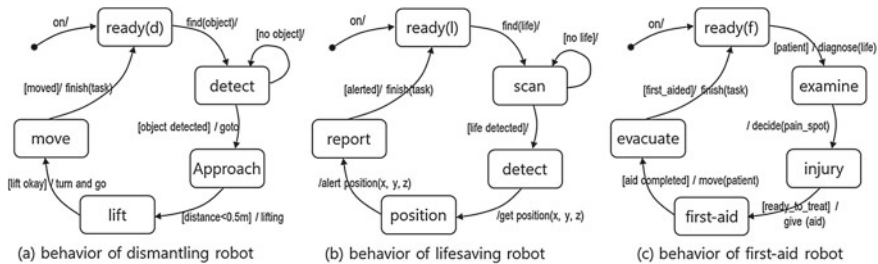 on/
ready(d)
find(object)/
[no object]/
detect
[moved]/ finish(task)
move
[object detected] / goto
Approach
[lift okay] / turn and go
lift
[distance<0.5m] / lifting
(a) behavior of dismantling robot
on/
ready(l)
find(life)/
[no life]/
scan
[alerted]/ finish(task)
report
[life detected]/
detect
/alert position(x, y, z)
position
/get position(x, y, z)
(b) behavior of lifesaving robot
on/
ready(f)
[patient] / diagnose(life)
examine
[first_aided]/ finish(task)
evacuate
/ decide(pain_spot)
injury
[aid completed] / move(patient)
first-aid
[ready_to_treat] /
give (aid)
(c) behavior of first-aid robot